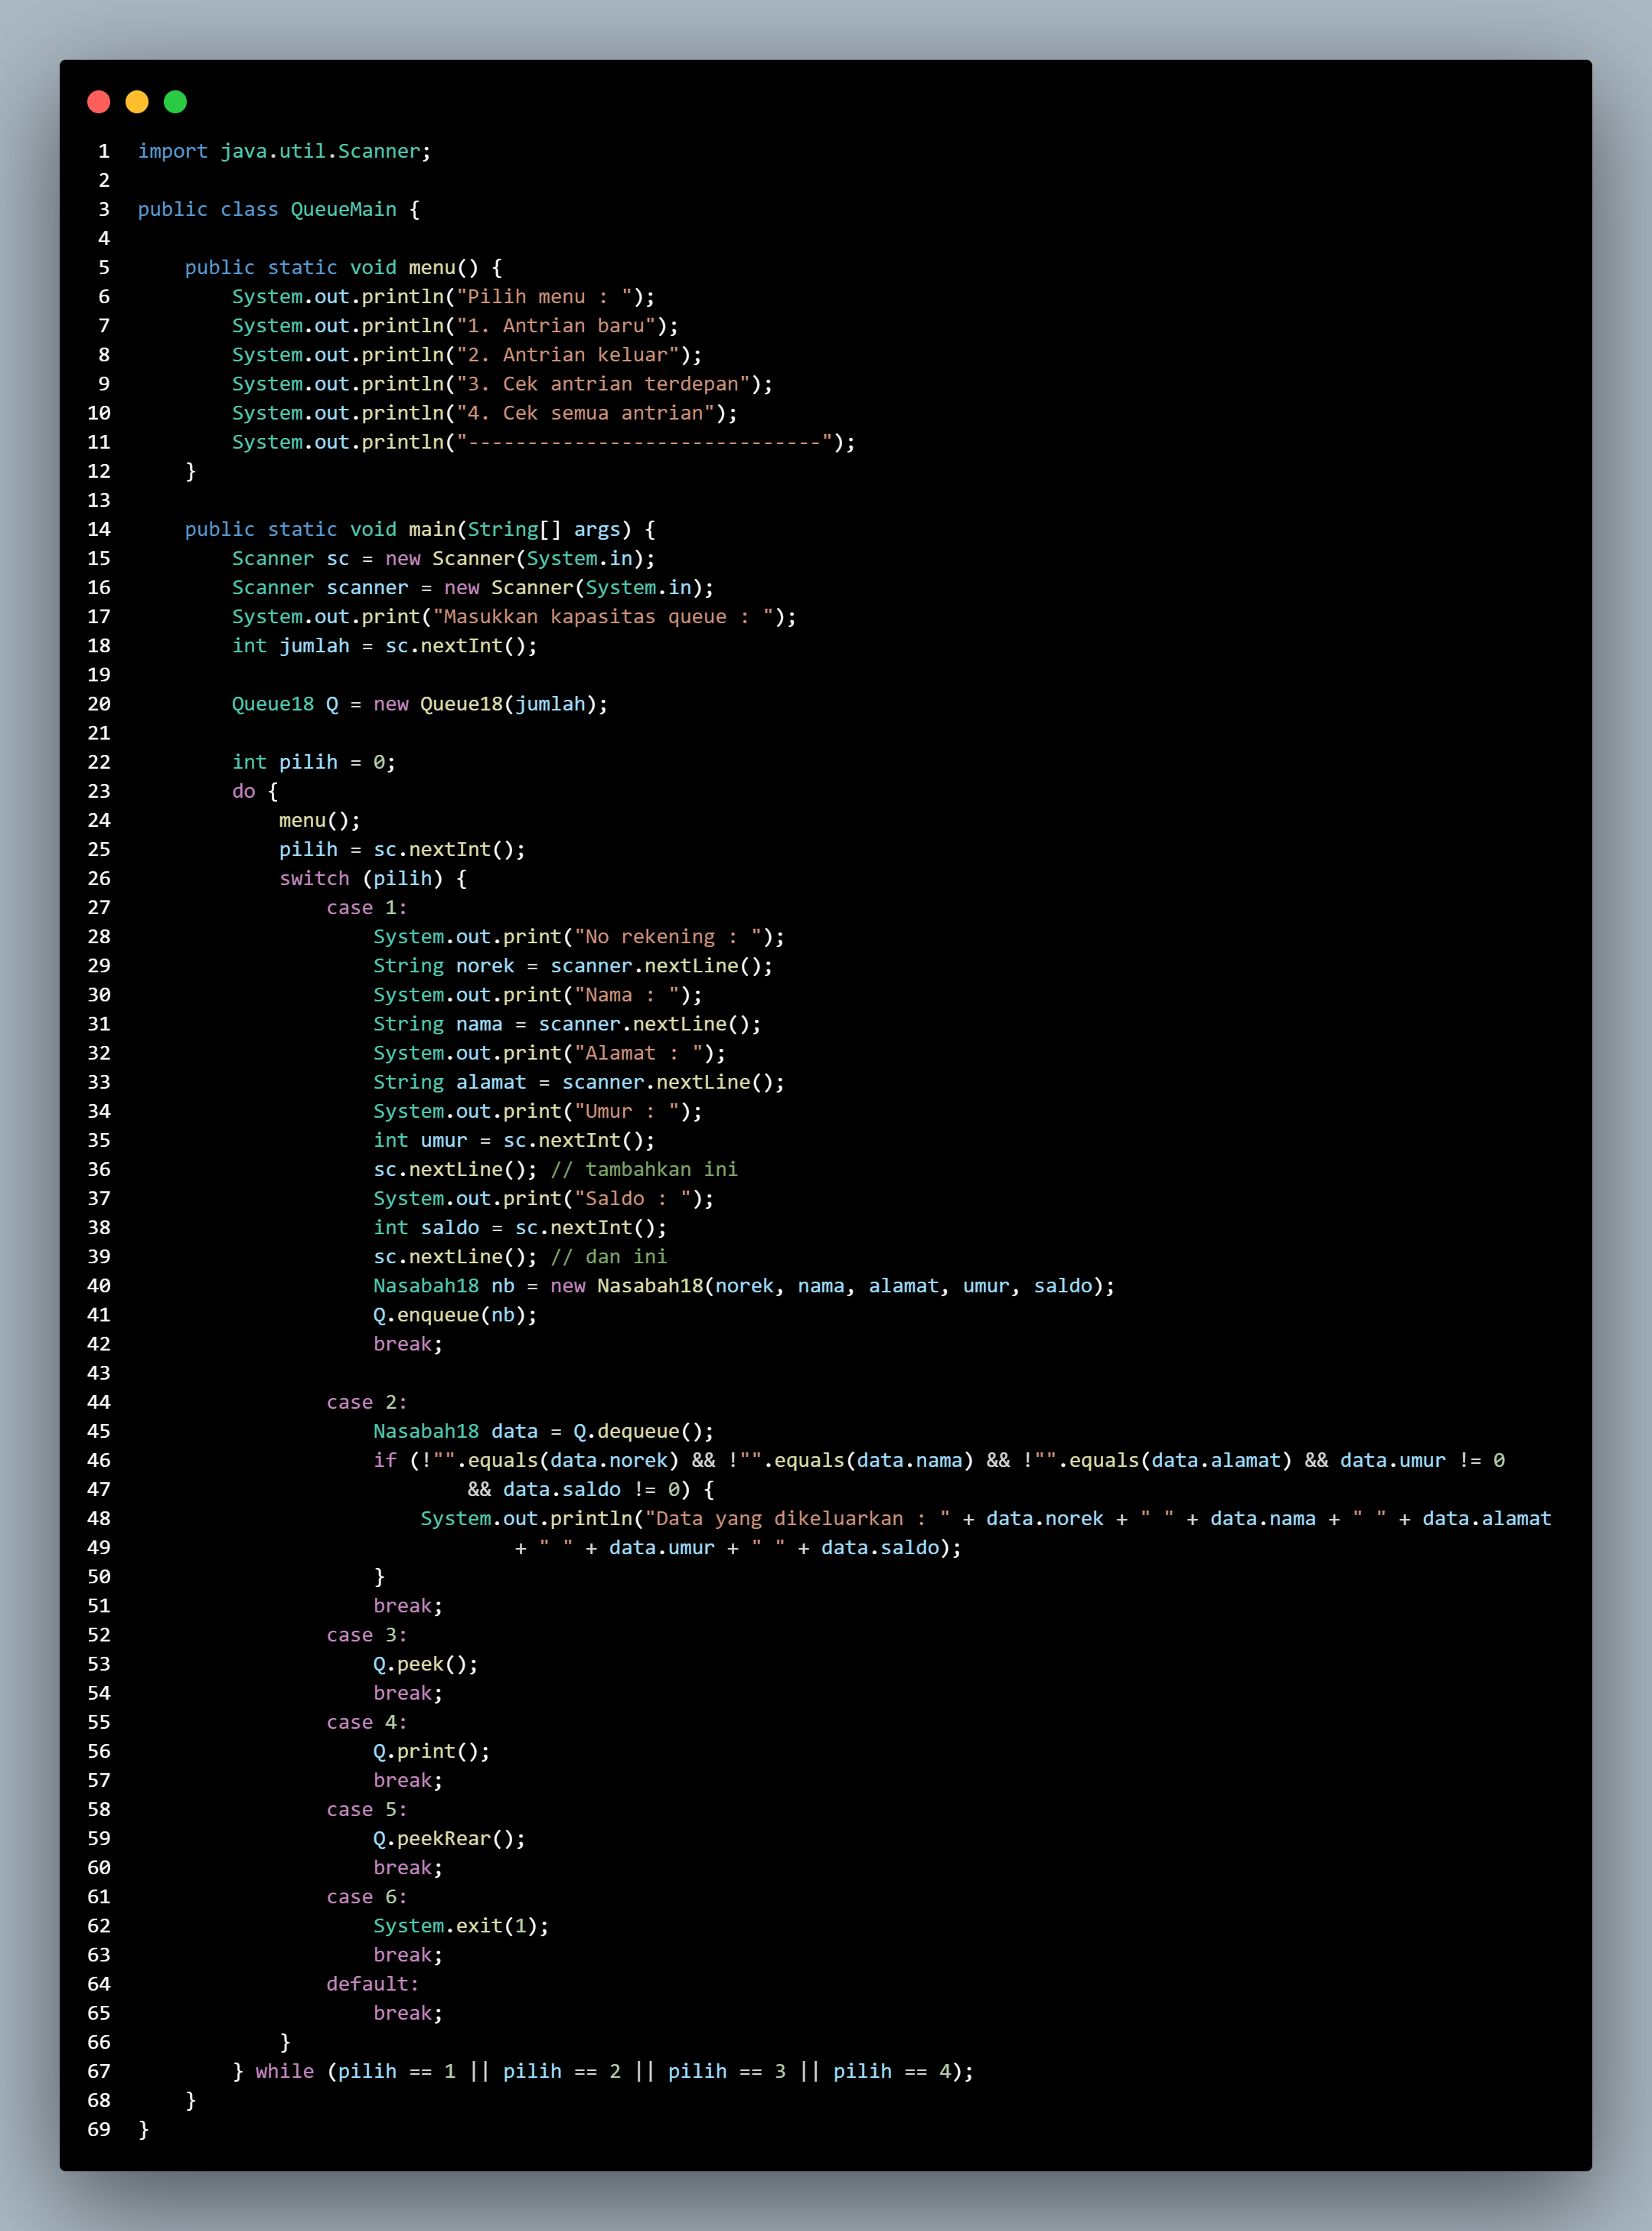 1 import java.util.Scanner;
2
3 public class QueueMain {
4
5     public static void menu() {
6         System.out.println("Pilih menu : ");
7         System.out.println("1. Antrian baru");
8         System.out.println("2. Antrian keluar");
9         System.out.println("3. Cek antrian terdepan");
10         System.out.println("4. Cek semua antrian");
11         System.out.println("------------------------------");
12     }
13
14     public static void main(String[] args) {
15         Scanner sc = new Scanner(System.in);
16         Scanner scanner = new Scanner(System.in);
17         System.out.print("Masukkan kapasitas queue : ");
18         int jumlah = sc.nextInt();
19
20         Queue18 Q = new Queue18(jumlah);
21
22         int pilih = 0;
23         do {
24             menu();
25             pilih = sc.nextInt();
26             switch (pilih) {
27                 case 1:
28                     System.out.print("No rekening : ");
29                     String norek = scanner.nextLine();
30                     System.out.print("Nama : ");
31                     String nama = scanner.nextLine();
32                     System.out.print("Alamat : ");
33                     String alamat = scanner.nextLine();
34                     System.out.print("Umur : ");
35                     int umur = sc.nextInt();
36                     sc.nextLine(); // tambahkan ini
37                     System.out.print("Saldo : ");
38                     int saldo = sc.nextInt();
39                     sc.nextLine(); // dan ini
40                     Nasabah18 nb = new Nasabah18(norek, nama, alamat, umur, saldo);
41                     Q.enqueue(nb);
42                     break;
43
44                 case 2:
45                     Nasabah18 data = Q.dequeue();
46                     if (!"".equals(data.norek) && !"".equals(data.nama) && !"".equals(data.alamat) && data.umur != 0
47                             && data.saldo != 0) {
48                         System.out.println("Data yang dikeluarkan : " + data.norek + " " + data.nama + " " + data.alamat
49                                 + " " + data.umur + " " + data.saldo);
50                     }
51                     break;
52                 case 3:
53                     Q.peek();
54                     break;
55                 case 4:
56                     Q.print();
57                     break;
58                 case 5:
59                     Q.peekRear();
60                     break;
61                 case 6:
62                     System.exit(1);
63                     break;
64                 default:
65                     break;
66             }
67         } while (pilih == 1 || pilih == 2 || pilih == 3 || pilih == 4);
68     }
69 }